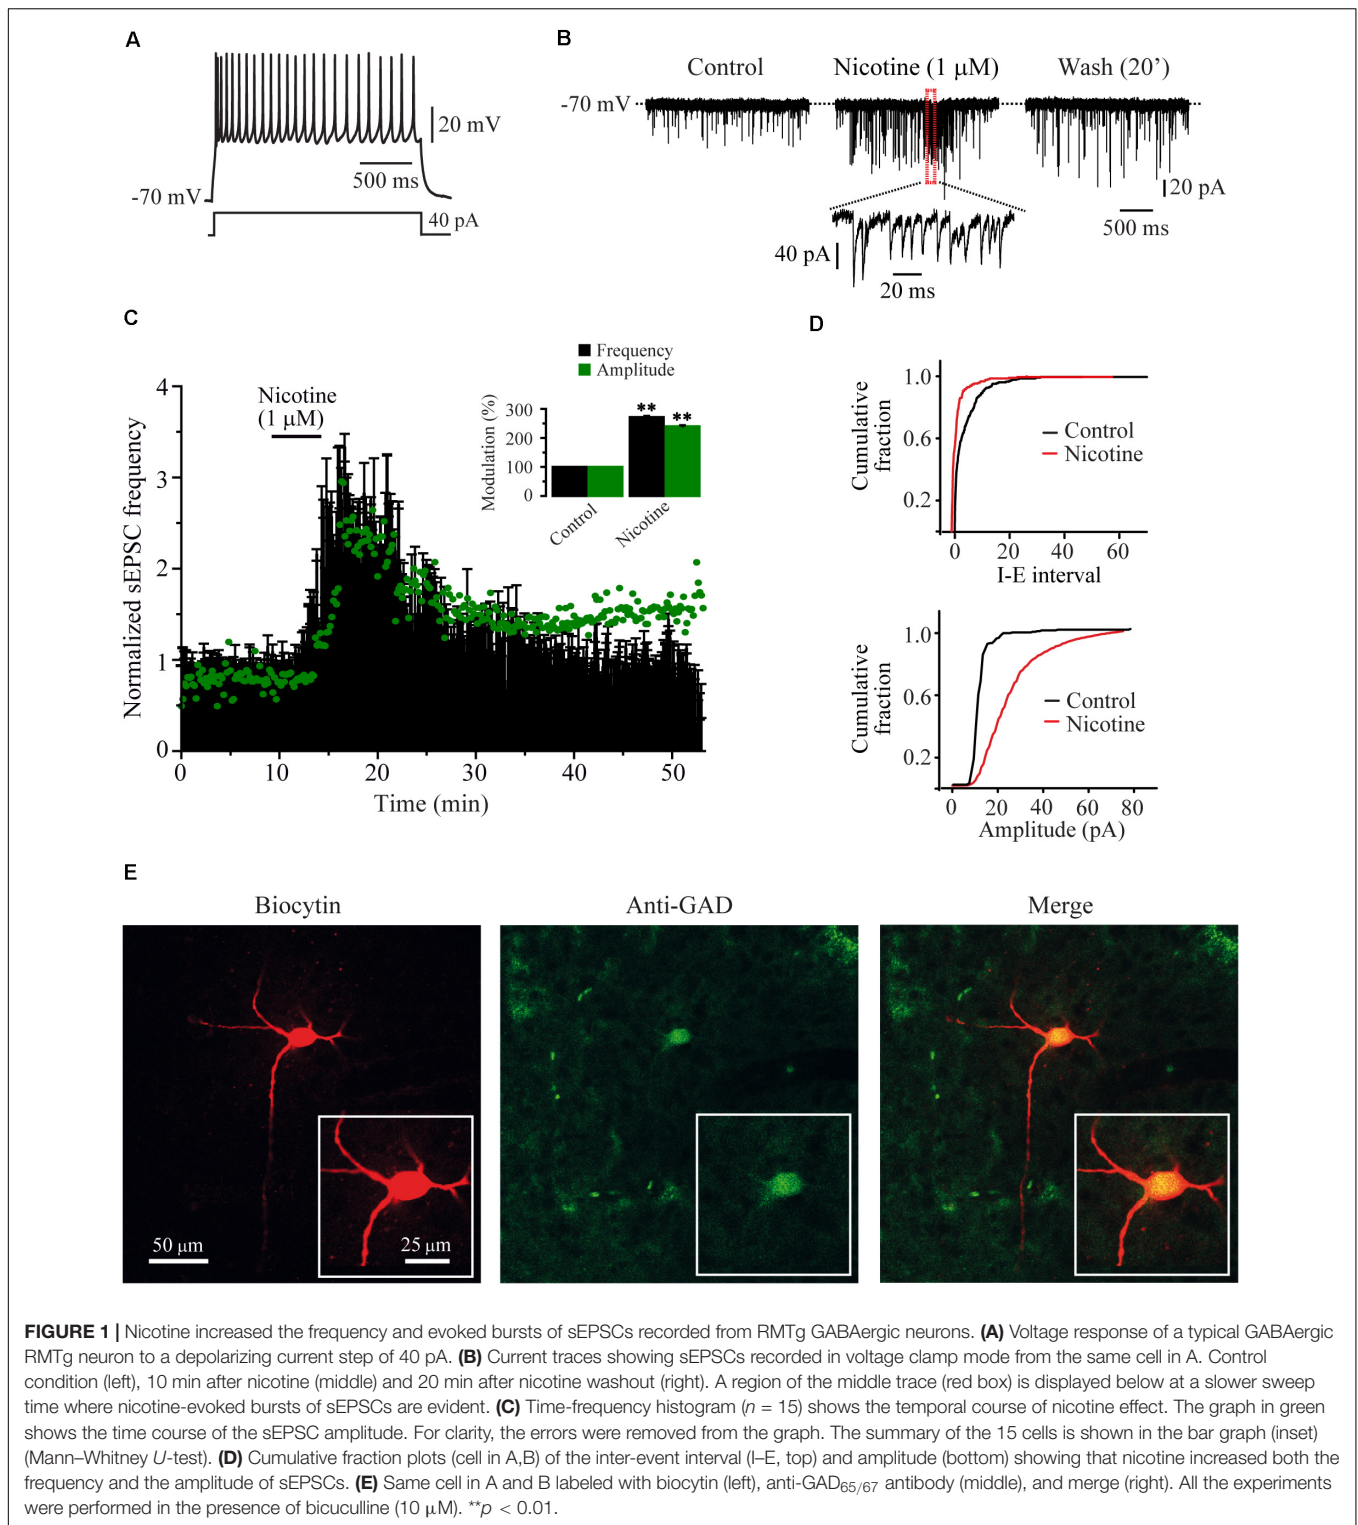 A
20 mV
500 ms
-70 mV
40 pA
B
Control
Nicotine (1 µM)
Wash (20’)
-70 mV
20 pA
500 ms
40 pA
20 ms
C
Frequency
Amplitude
Nicotine
(1 µM)
Normalized sEPSC frequency
4
3
2
1
0
0
10
20
30
40
50
Time (min)
Modulation (%)
300
200
100
0
**
**
Control
Nicotine
D
Cumulative
fraction
1.0
0.6
0.2
Control
Nicotine
0
20
40
60
I-E interval
Cumulative
fraction
1.0
0.6
0.2
Control
Nicotine
0
20
40
60
80
Amplitude (pA)
E
Biocytin
Anti-GAD
Merge
50 µm
25 µm
FIGURE 1 | Nicotine increased the frequency and evoked bursts of sEPSCs recorded from RMTg GABAergic neurons. (A) Voltage response of a typical GABAergic
RMTg neuron to a depolarizing current step of 40 pA. (B) Current traces showing sEPSCs recorded in voltage clamp mode from the same cell in A. Control
condition (left), 10 min after nicotine (middle) and 20 min after nicotine washout (right). A region of the middle trace (red box) is displayed below at a slower sweep
time where nicotine-evoked bursts of sEPSCs are evident. (C) Time-frequency histogram (n = 15) shows the temporal course of nicotine effect. The graph in green
shows the time course of the sEPSC amplitude. For clarity, the errors were removed from the graph. The summary of the 15 cells is shown in the bar graph (inset)
(Mann–Whitney U-test). (D) Cumulative fraction plots (cell in A,B) of the inter-event interval (I–E, top) and amplitude (bottom) showing that nicotine increased both the
frequency and the amplitude of sEPSCs. (E) Same cell in A and B labeled with biocytin (left), anti-GAD65/67 antibody (middle), and merge (right). All the experiments
were performed in the presence of bicuculline (10 µM). **p < 0.01.